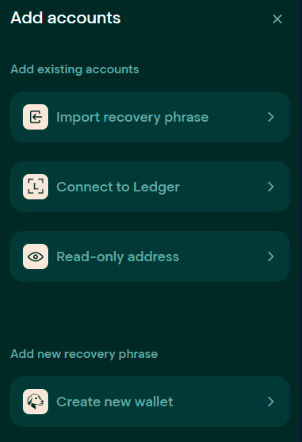 Add accounts
Add existing accounts
Import recovery phrase
Connect to Ledger
Read-only address
Add new recovery phrase
Create new wallet